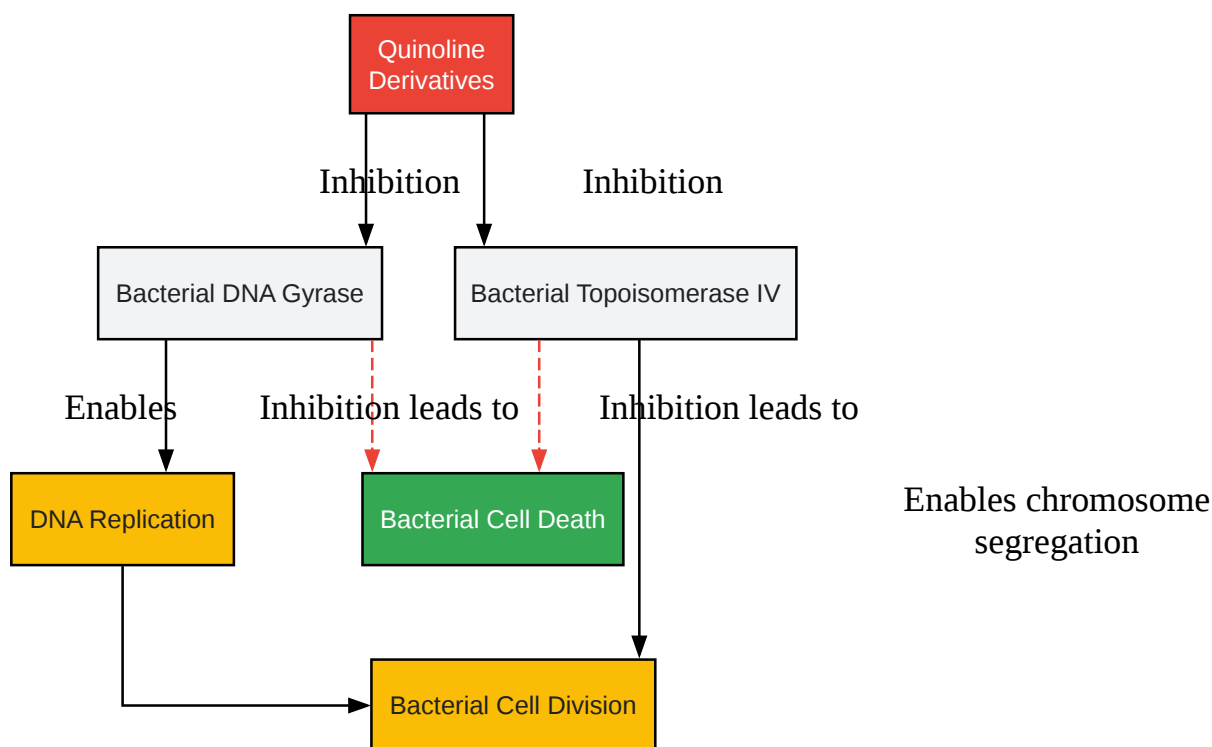 Quinoline
Derivatives
Inhibition
Inhibition
Bacterial DNA Gyrase
Bacterial Topoisomerase IV
Enables
Inhibition leads to
Inhibition leads to
DNA Replication
Bacterial Cell Death
Enables chromosome
segregation
Bacterial Cell Division